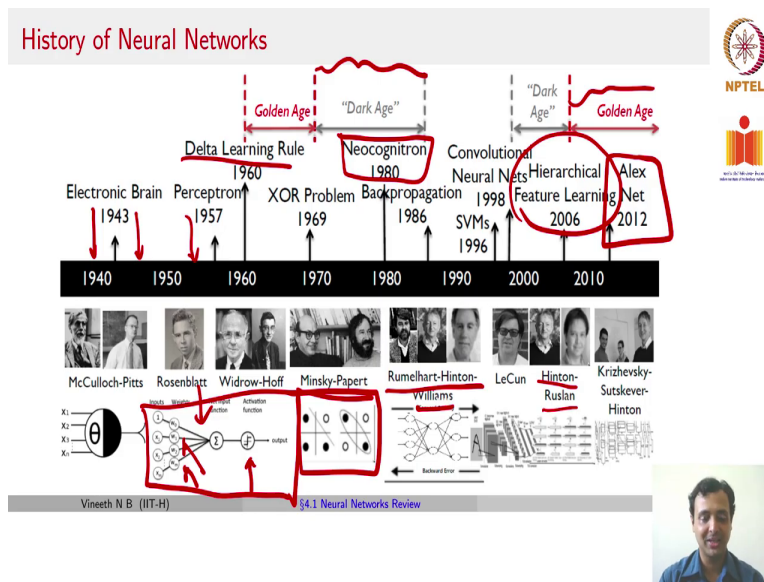 History of Neural Networks
NPTEL
Golden Age
"Dark Age"
"Dark Age"
Golden Age
Delta Learning Rule
1960
Neocognitron
1980
Convolutional
Neural Nets
1998
Hierarchical
Feature Learning
2006
Alex
Net
2012
Electronic Brain
1943
Perceptron
1957
XOR Problem
1969
Backpropagation
1986
SVMs
1996
1940 1950 1960 1970 1980 1990 2000 2010
McCulloch-Pitts
Rosenblatt
Widrow-Hoff
Minsky-Papert
Rumelhart-Hinton-
Williams
LeCun
Hinton-
Ruslan
Krizhevsky-
Sutskever-
Hinton
X₁
X₂
X₃
Xₙ
θ
Inputs
Activation
function
Σ
output
Backward Error
Vineeth N B (IIT-H)
§4.1 Neural Networks Review